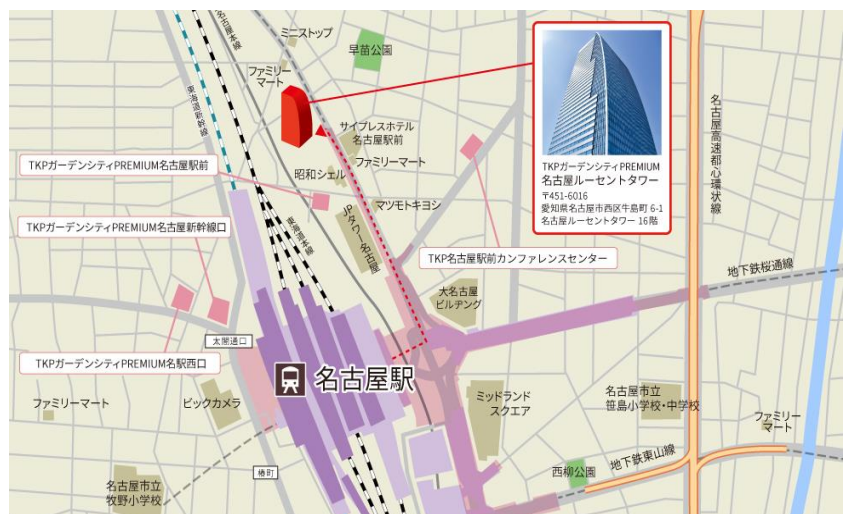 ミニストップ
早苗公園
ファミリー
マート
名古屋本線
東海道新幹線
サイプレスホテル
名古屋駅前
ファミリーマート
昭和シェル
マツモトキヨシ
JPタワー名古屋
東海道本線
TKPガーデンシティPREMIUM名古屋駅前
TKPガーデンシティPREMIUM名古屋新幹線口
TKPガーデンシティPREMIUM名駅西口
TKP名古屋駅前カンファレンスセンター
TKPガーデンシティPREMIUM
名古屋ルーセントタワー
〒451-6016
愛知県名古屋市西区牛島町 6-1
名古屋ルーセントタワー 16階
名古屋高速都心環状線
地下鉄桜通線
大名古屋
ビルヂング
太閤通口
名古屋駅
ミッドランド
スクエア
名古屋市立
笹島小学校・中学校
ファミリー
マート
ファミリーマート
ビックカメラ
西柳公園
地下鉄東山線
椿町
名古屋市立
牧野小学校